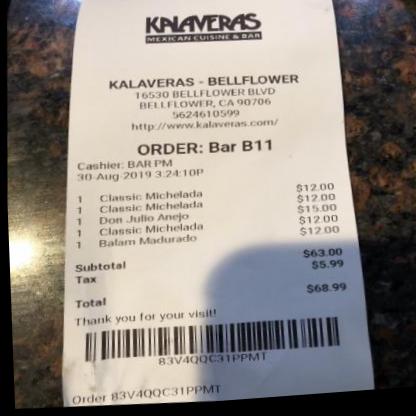 KALAVERAS
MEXICAN CUISINE & BAR
KALAVERAS - BELLFLOWER
16530 BELLFLOWER BLVD
BELLFLOWER, CA 90706
5624610599
http://www.kalaveras.com/
ORDER: Bar B11
Cashier: BAR PM
30-Aug-2019 3:24:10P
1 Classic Michelada $12.00
1 Classic Michelada $12.00
1 Don Julio Anejo $15.00
1 Classic Michelada $12.00
1 Balam Madurado $12.00
Subtotal $63.00
Tax $5.99
Total $68.99
Thank you for your visit!
83V4QQC31PPMT
Order 83V4QQC31PPMT